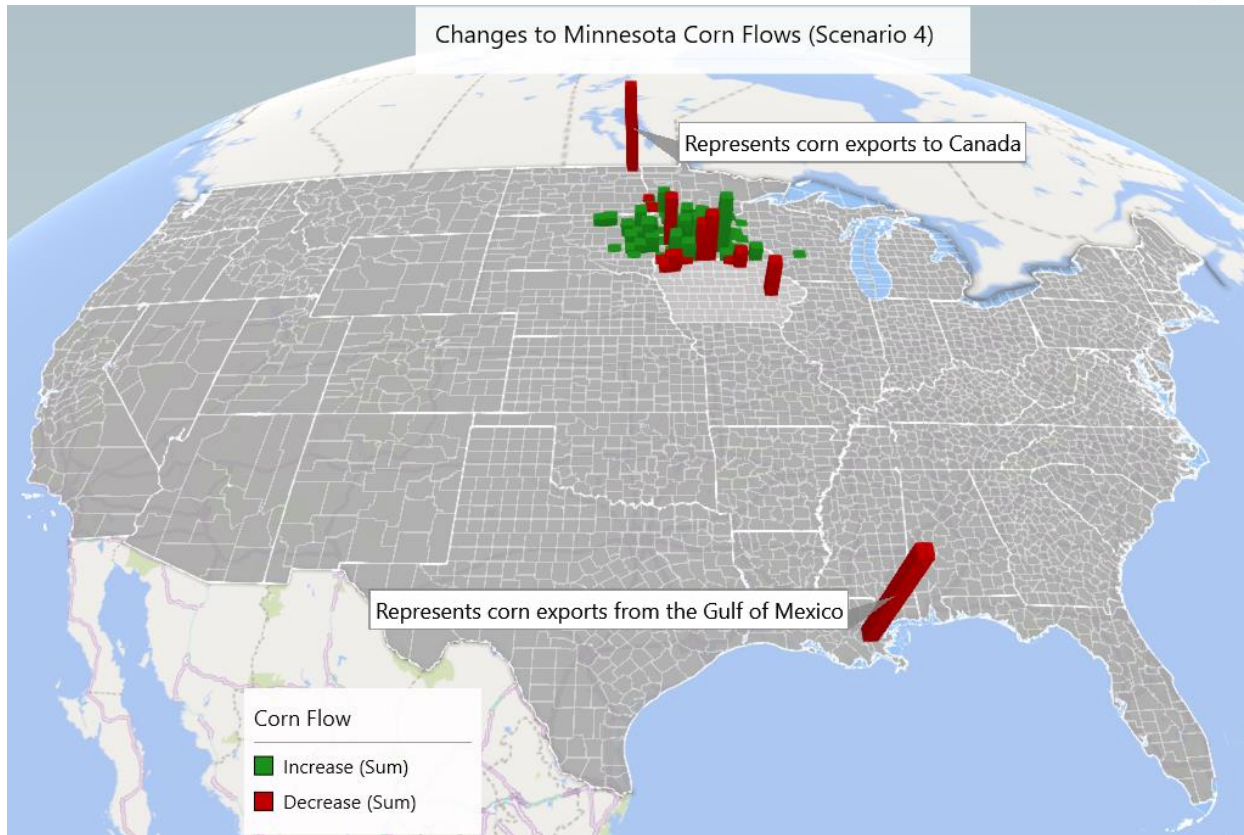 Changes to Minnesota Corn Flows (Scenario 4)
Represents corn exports to Canada
Represents corn exports from the Gulf of Mexico
Corn Flow
Increase (Sum)
Decrease (Sum)